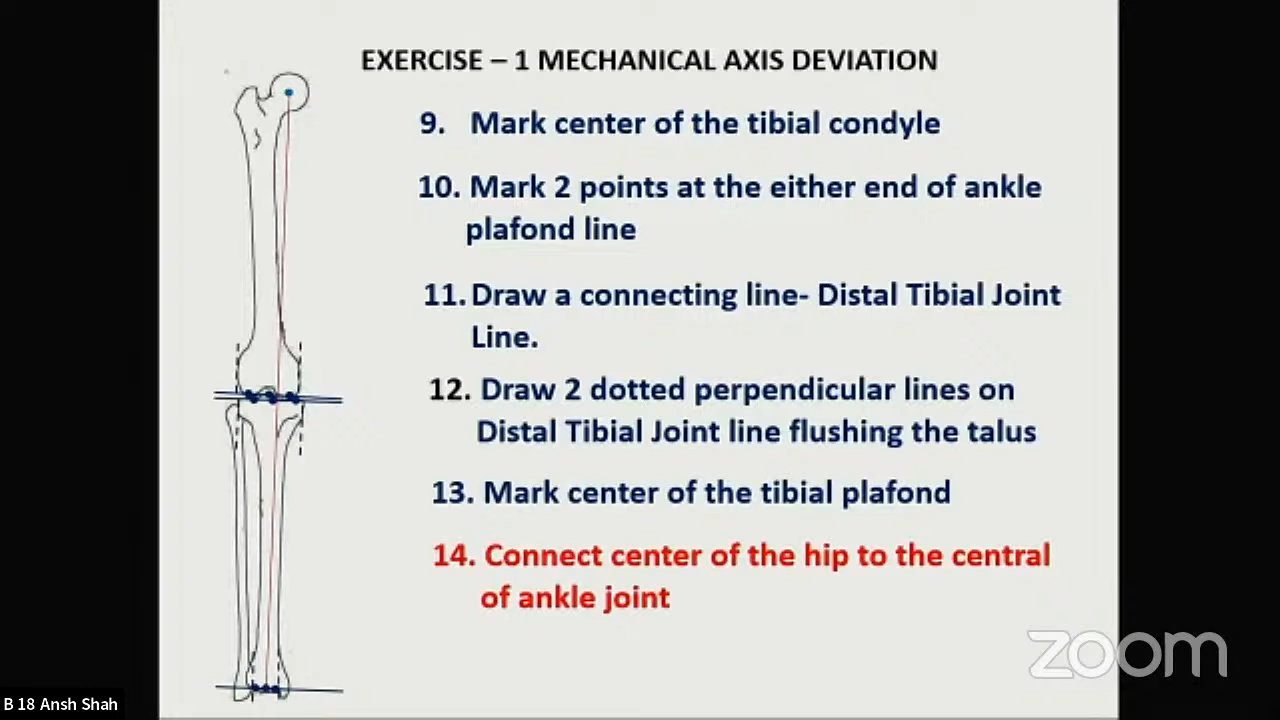 EXERCISE – 1 MECHANICAL AXIS DEVIATION
9. Mark center of the tibial condyle
10. Mark 2 points at the either end of ankle
plafond line
11. Draw a connecting line- Distal Tibial Joint
Line.
12. Draw 2 dotted perpendicular lines on
Distal Tibial Joint line flushing the talus
13. Mark center of the tibial plafond
14. Connect center of the hip to the central
of ankle joint
zoom
B 18 Ansh Shah